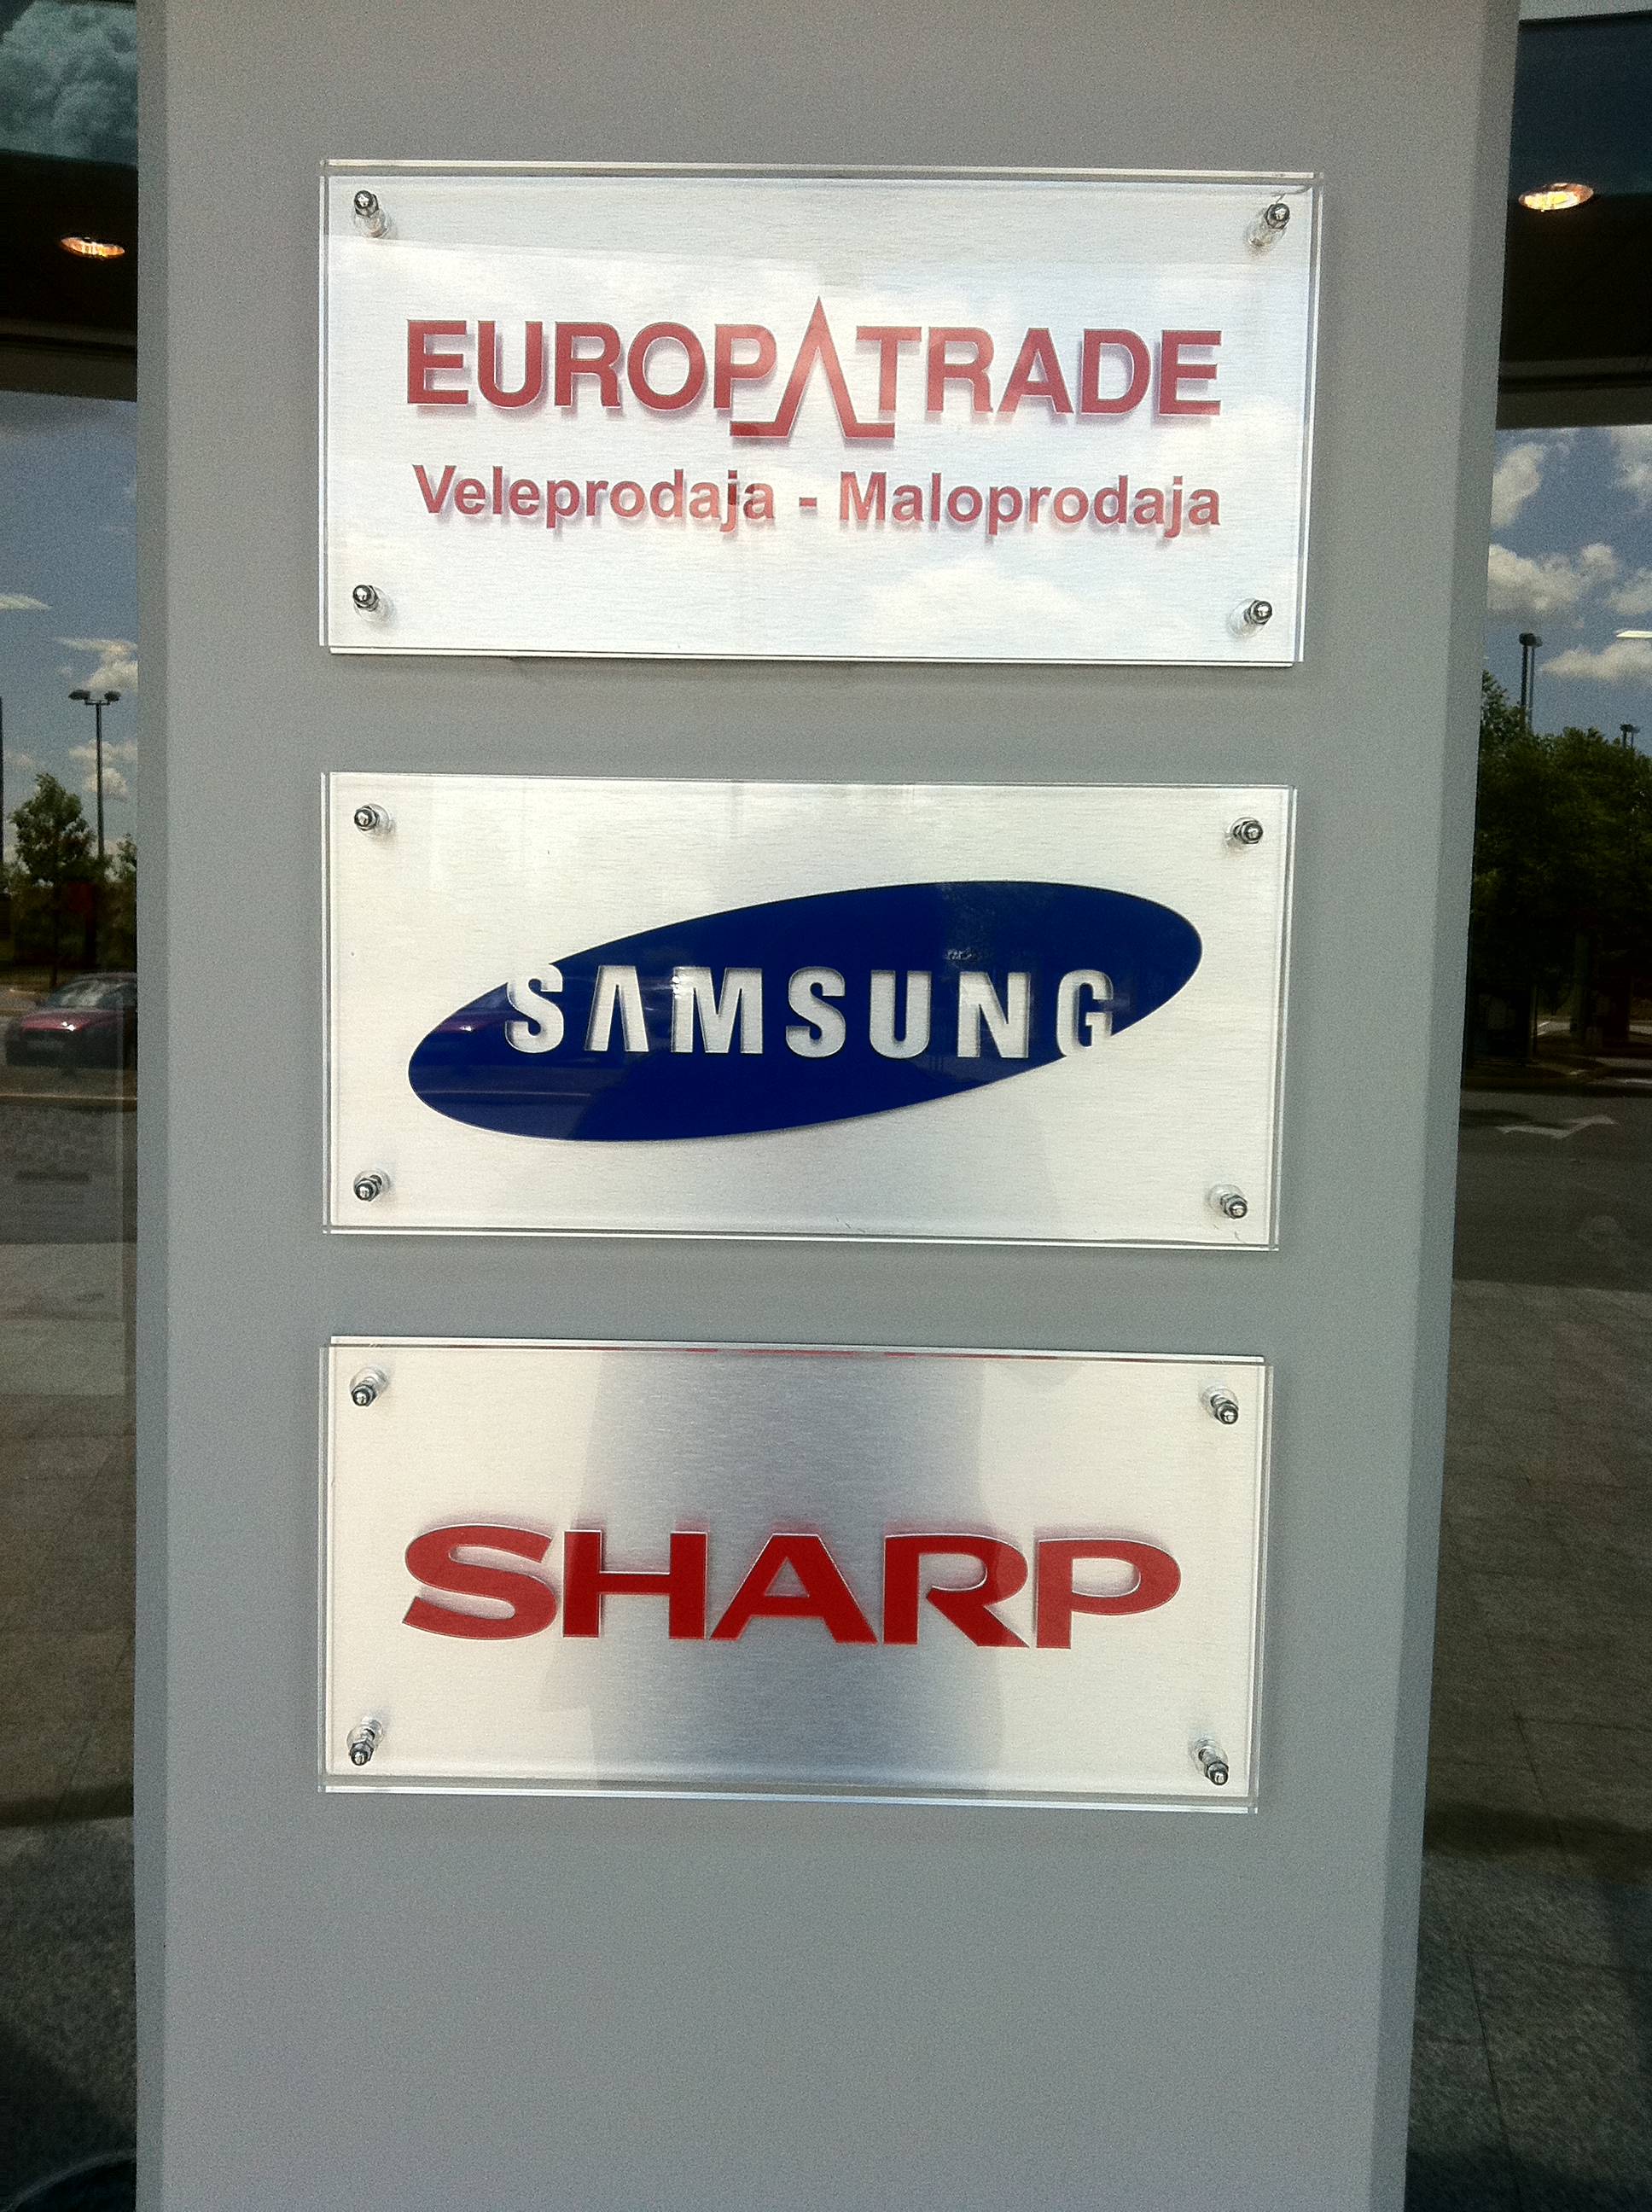 EUROPATRADE
Veleprodaja - Maloprodaja
SAMSUNG
SHARP